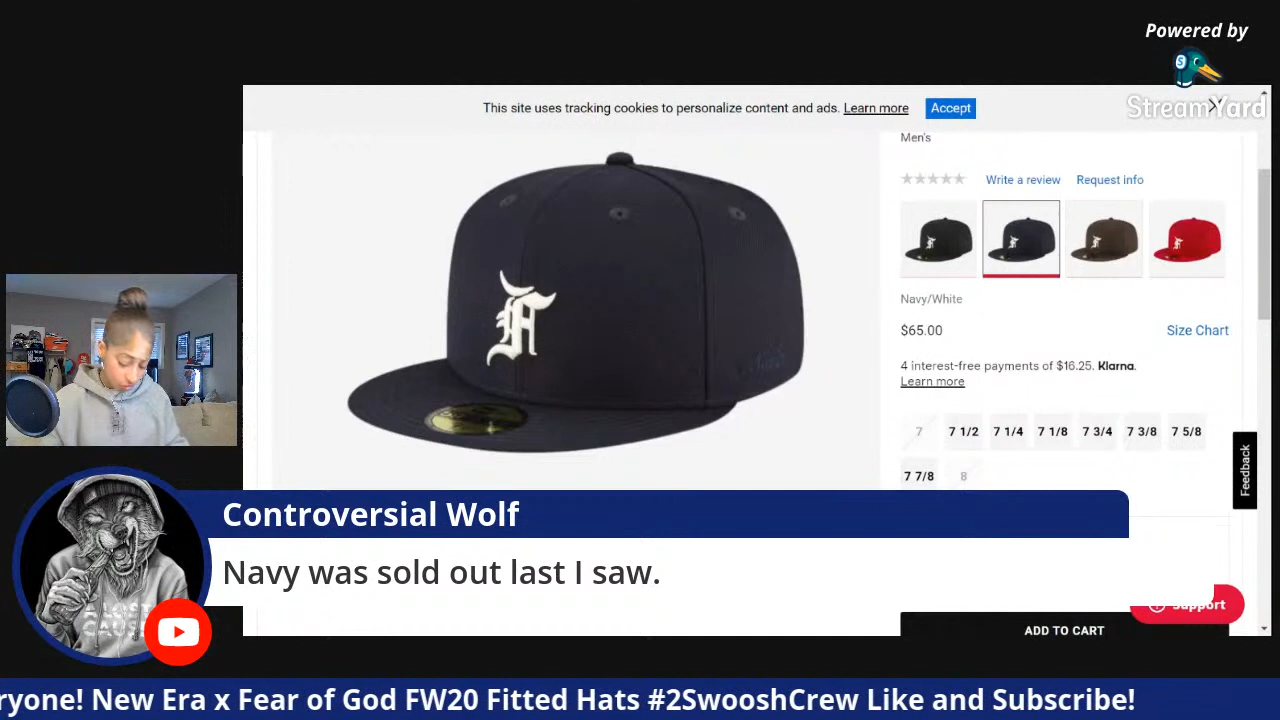 Powered by
StreamYard
This site uses tracking cookies to personalize content and ads. Learn more Accept
Men's
Write a review Request info
Navy/White
$65.00 Size Chart
4 interest-free payments of $16.25. Klarna.
Learn more
7 7 1/2 7 1/4 7 1/8 7 3/4 7 3/8 7 5/8
7 7/8 8
Feedback
Controversial Wolf
Navy was sold out last I saw.
A LOST
CAUSE
Support
ADD TO CART
ryone! New Era x Fear of God FW20 Fitted Hats #2SwooshCrew Like and Subscribe!